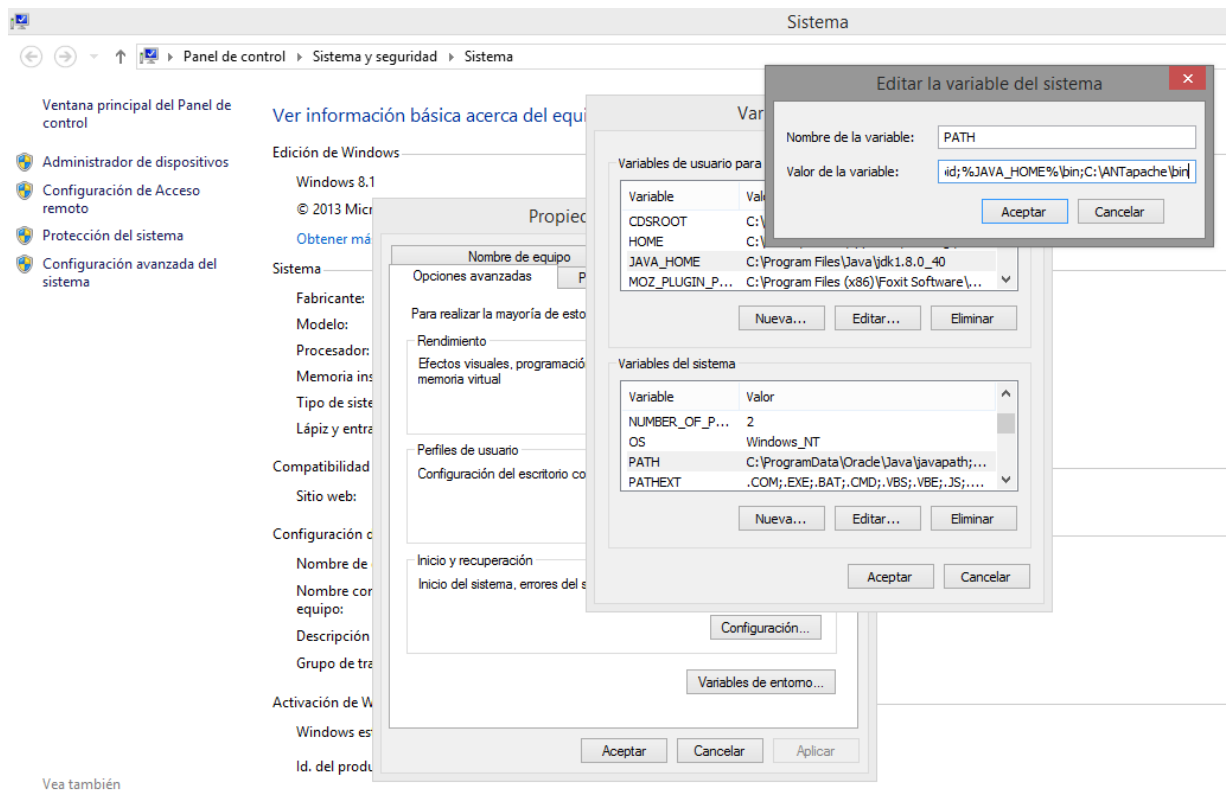 Sistema
Panel de control Sistema y seguridad Sistema
Ventana principal del Panel de
control
Administrador de dispositivos
Configuración de Acceso
remoto
Protección del sistema
Configuración avanzada del
sistema
Vea también
Ver información básica acerca del equi
Edición de Windows
Windows 8.1
© 2013 Micr
Obtener má
Sistema
Fabricante:
Modelo:
Procesador:
Memoria ins
Tipo de siste
Lápiz y entra
Compatibilidad
Sitio web:
Configuración d
Nombre de
Nombre cor
equipo:
Descripción
Grupo de tra
Activación de W
Windows es
Id. del produ
Propied
Nombre de equipo
Opciones avanzadas P
Para realizar la mayoría de esto
Rendimiento
Efectos visuales, programació
memoria virtual
Perfiles de usuario
Configuración del escritorio co
Inicio y recuperación
Inicio del sistema, errores del s
Configuración...
Variables de entorno...
Aceptar Cancelar Aplicar
Var
Variables de usuario para
Variable Val
CDSROOT C:\
HOME C:\
JAVA_HOME C:\Program Files\Java\jdk1.8.0_40
MOZ_PLUGIN_P... C:\Program Files (x86)\Foxit Software\...
Nueva... Editar... Eliminar
Variables del sistema
Variable Valor
NUMBER_OF_P... 2
OS Windows_NT
PATH C:\ProgramData\Oracle\Java\javapath;...
PATHEXT .COM;.EXE;.BAT;.CMD;.VBS;.VBE;.JS;....
Nueva... Editar... Eliminar
Aceptar Cancelar
Editar la variable del sistema
Nombre de la variable: PATH
Valor de la variable: id;%JAVA_HOME%\bin;C:\ANTapache\bin
Aceptar Cancelar